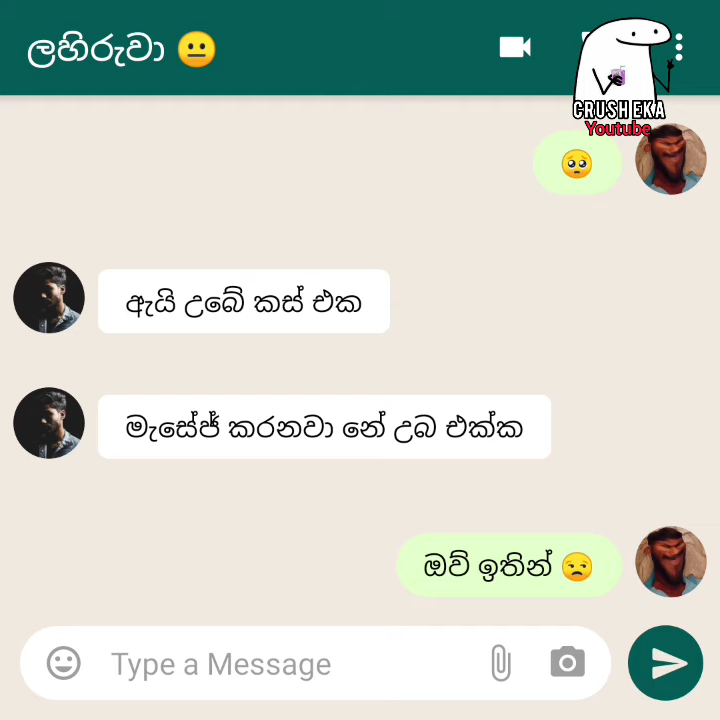 ලහිරුවා 😐
CRUSH EKA
Youtube
🥺
ඇයි උබේ කස් එක
මැසේජ් කරනවා නේ උබ එක්ක
ඔව් ඉතින් 😒
Type a Message